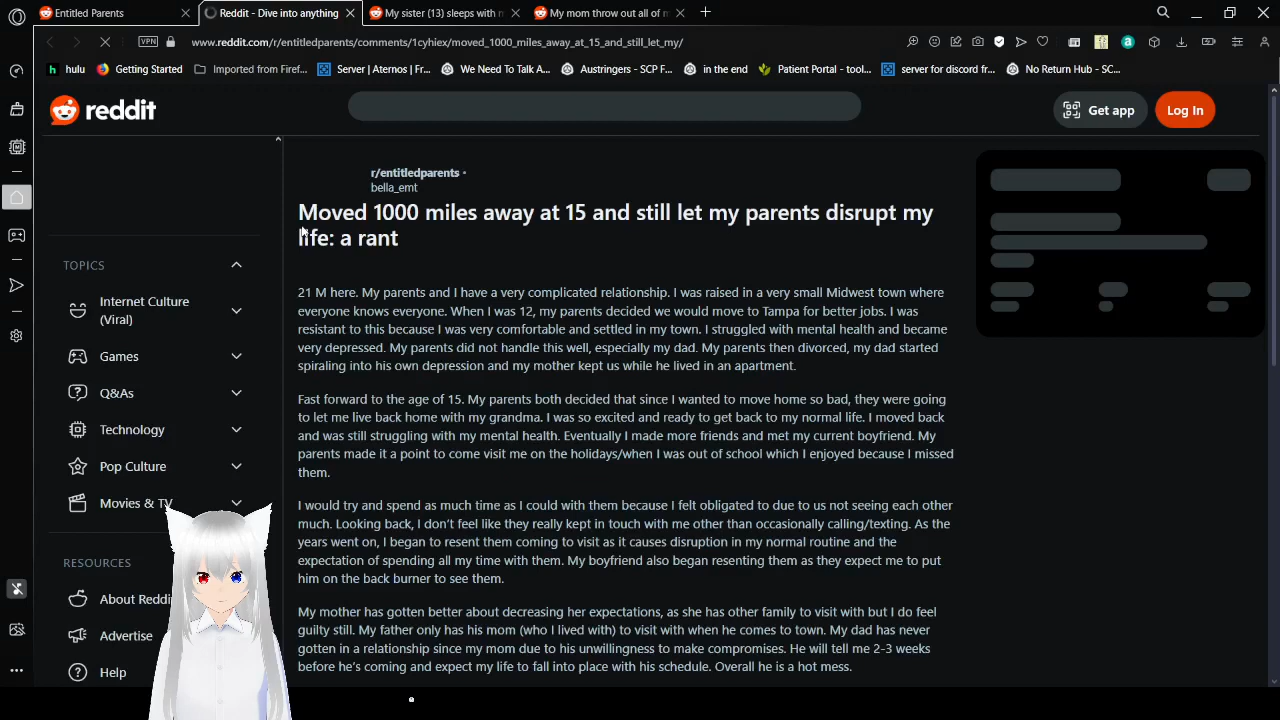 Entitled Parents
Reddit - Dive into anything
My sister (13) sleeps with m
My mom throw out all of m
VPN
www.reddit.com/r/entitledparents/comments/1cyhiex/moved_1000_miles_away_at_15_and_still_let_my/
hulu
Getting Started
Imported from Firef...
Server | Aternos | Fr...
We Need To Talk A...
Austringers - SCP F...
in the end
Patient Portal - tool...
server for discord fr...
No Return Hub - SC...
reddit
Get app
Log In
r/entitledparents •
bella_emt
Moved 1000 miles away at 15 and still let my parents disrupt my
life: a rant
TOPICS
Internet Culture
(Viral)
Games
Q&As
Technology
Pop Culture
Movies & TV
RESOURCES
About Reddi
Advertise
Help
21 M here. My parents and I have a very complicated relationship. I was raised in a very small Midwest town where
everyone knows everyone. When I was 12, my parents decided we would move to Tampa for better jobs. I was
resistant to this because I was very comfortable and settled in my town. I struggled with mental health and became
very depressed. My parents did not handle this well, especially my dad. My parents then divorced, my dad started
spiraling into his own depression and my mother kept us while he lived in an apartment.
Fast forward to the age of 15. My parents both decided that since I wanted to move home so bad, they were going
to let me live back home with my grandma. I was so excited and ready to get back to my normal life. I moved back
and was still struggling with my mental health. Eventually I made more friends and met my current boyfriend. My
parents made it a point to come visit me on the holidays/when I was out of school which I enjoyed because I missed
them.
I would try and spend as much time as I could with them because I felt obligated to due to us not seeing each other
much. Looking back, I don't feel like they really kept in touch with me other than occasionally calling/texting. As the
years went on, I began to resent them coming to visit as it causes disruption in my normal routine and the
expectation of spending all my time with them. My boyfriend also began resenting them as they expect me to put
him on the back burner to see them.
My mother has gotten better about decreasing her expectations, as she has other family to visit with but I do feel
guilty still. My father only has his mom (who I lived with) to visit with when he comes to town. My dad has never
gotten in a relationship since my mom due to his unwillingness to make compromises. He will tell me 2-3 weeks
before he's coming and expect my life to fall into place with his schedule. Overall he is a hot mess.